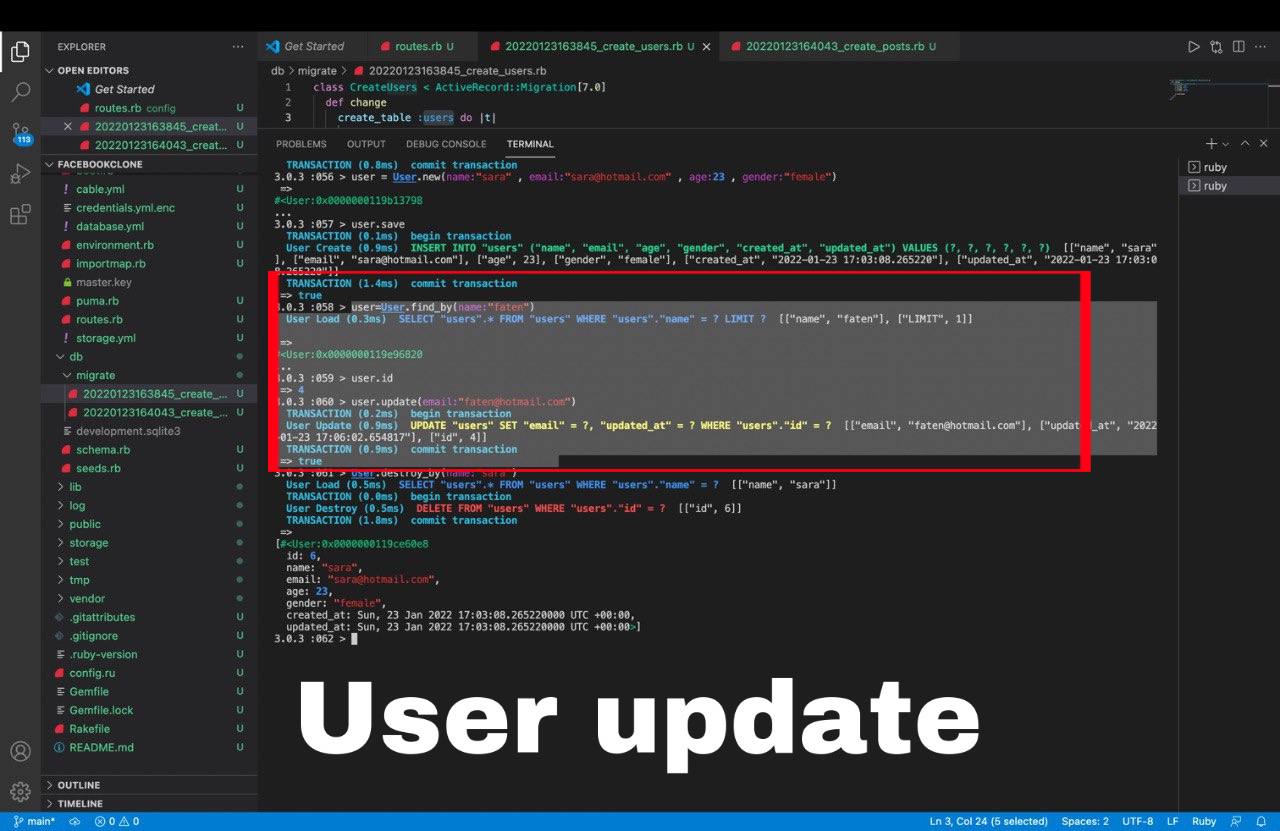 EXPLORER
OPEN EDITORS
Get Started
routes.rb config U
20220123163845_creat... U
20220123164043_creat... U
FACEBOOKCLONE
cable.yml U
credentials.yml.enc U
database.yml U
environment.rb U
importmap.rb U
master.key
puma.rb U
routes.rb U
storage.yml U
db
migrate
20220123163845_create_... U
20220123164043_create_... U
development.sqlite3
schema.rb U
seeds.rb U
lib
log
public
storage
test
tmp
vendor
.gitattributes U
.gitignore U
.ruby-version U
config.ru U
Gemfile U
Gemfile.lock U
Rakefile U
README.md U
OUTLINE
TIMELINE
113
Get Started
routes.rb U
20220123163845_create_users.rb U
20220123164043_create_posts.rb U
db > migrate > 20220123163845_create_users.rb
1 class CreateUsers < ActiveRecord::Migration[7.0]
2 def change
3 create_table :users do |t|
PROBLEMS OUTPUT DEBUG CONSOLE TERMINAL
ruby
ruby
TRANSACTION (0.8ms) commit transaction
3.0.3 :056 > user = User.new(name:"sara" , email:"sara@hotmail.com" , age:23 , gender:"female")
=>
#<User:0x0000000119b13798
...
3.0.3 :057 > user.save
TRANSACTION (0.1ms) begin transaction
User Create (0.9ms) INSERT INTO "users" ("name", "email", "age", "gender", "created_at", "updated_at") VALUES (?, ?, ?, ?, ?, ?) [["name", "sara"
], ["email", "sara@hotmail.com"], ["age", 23], ["gender", "female"], ["created_at", "2022-01-23 17:03:08.265220"], ["updated_at", "2022-01-23 17:03:0
8.265220"]]
TRANSACTION (1.4ms) commit transaction
=> true
3.0.3 :058 > user=User.find_by(name:"faten")
User Load (0.3ms) SELECT "users".* FROM "users" WHERE "users"."name" = ? LIMIT ? [["name", "faten"], ["LIMIT", 1]]
=>
#<User:0x0000000119e96820
...
3.0.3 :059 > user.id
=> 4
3.0.3 :060 > user.update(email:"faten@hotmail.com")
TRANSACTION (0.2ms) begin transaction
User Update (0.9ms) UPDATE "users" SET "email" = ?, "updated_at" = ? WHERE "users"."id" = ? [["email", "faten@hotmail.com"], ["updated_at", "2022
-01-23 17:06:02.654817"], ["id", 4]]
TRANSACTION (0.9ms) commit transaction
=> true
3.0.3 :061 > User.destroy_by(name:"sara")
User Load (0.5ms) SELECT "users".* FROM "users" WHERE "users"."name" = ? [["name", "sara"]]
TRANSACTION (0.0ms) begin transaction
User Destroy (0.5ms) DELETE FROM "users" WHERE "users"."id" = ? [["id", 6]]
TRANSACTION (1.8ms) commit transaction
=>
[#<User:0x0000000119ce60e8
id: 6,
name: "sara",
email: "sara@hotmail.com",
age: 23,
gender: "female",
created_at: Sun, 23 Jan 2022 17:03:08.265220000 UTC +00:00,
updated_at: Sun, 23 Jan 2022 17:03:08.265220000 UTC +00:00>]
3.0.3 :062 >
User update
main* 0 0
Ln 3, Col 24 (5 selected) Spaces: 2 UTF-8 LF Ruby